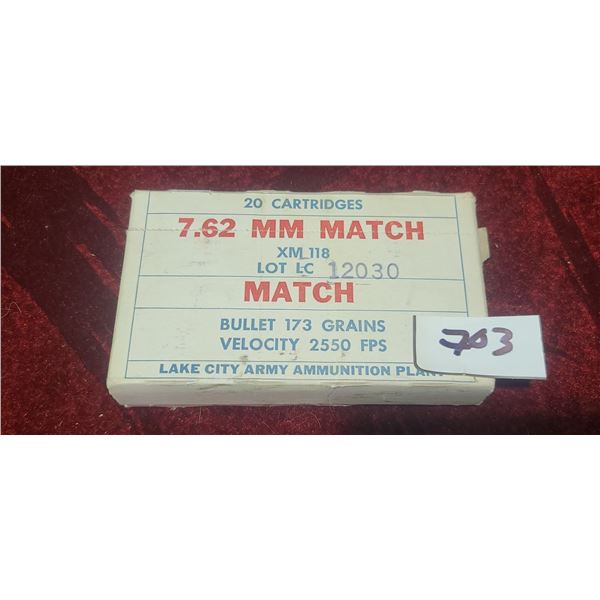 20 CARTRIDGES
7.62 MM MATCH
XM 118
LOT LC 12030
MATCH
BULLET 173 GRAINS
VELOCITY 2550 FPS
LAKE CITY ARMY AMMUNITION PLANT
703